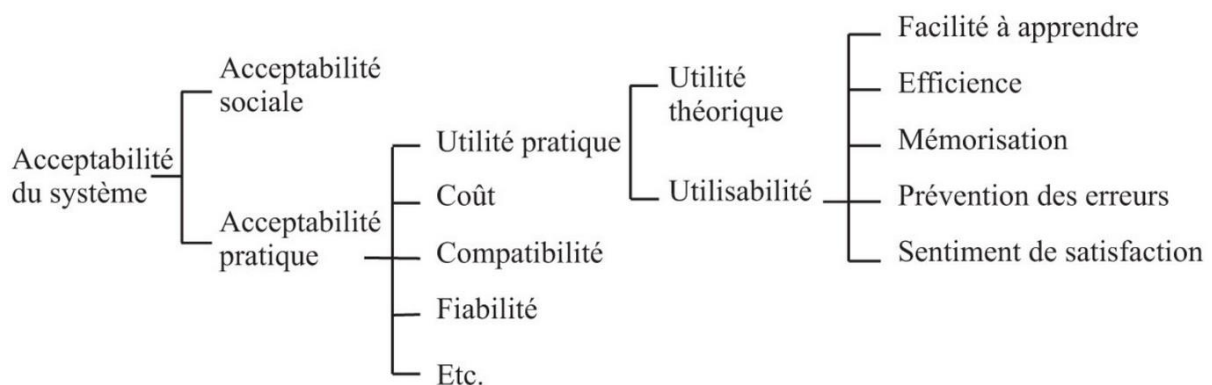 Acceptabilité
du système
Acceptabilité
sociale
Acceptabilité
pratique
Utilité pratique
Coût
Compatibilité
Fiabilité
Etc.
Utilité
théorique
Utilisabilité
Facilité à apprendre
Efficience
Mémorisation
Prévention des erreurs
Sentiment de satisfaction